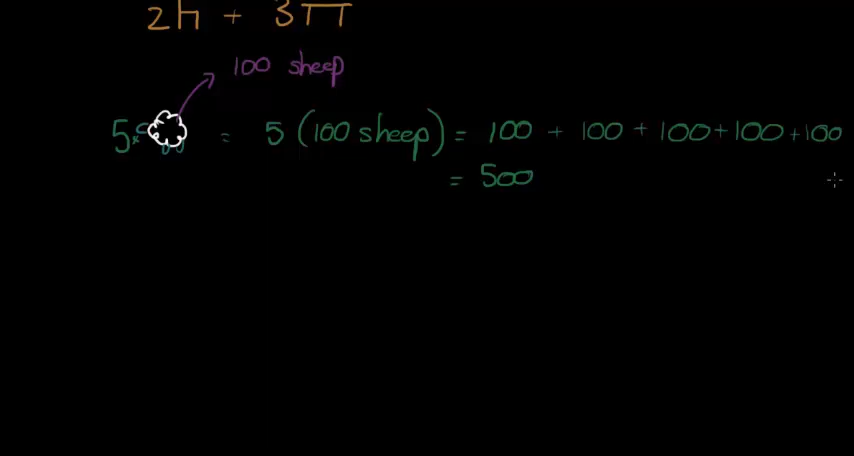 2h + 3π
100 sheep
5 = 5 (100 sheep) = 100 + 100 + 100 + 100 + 100
= 500